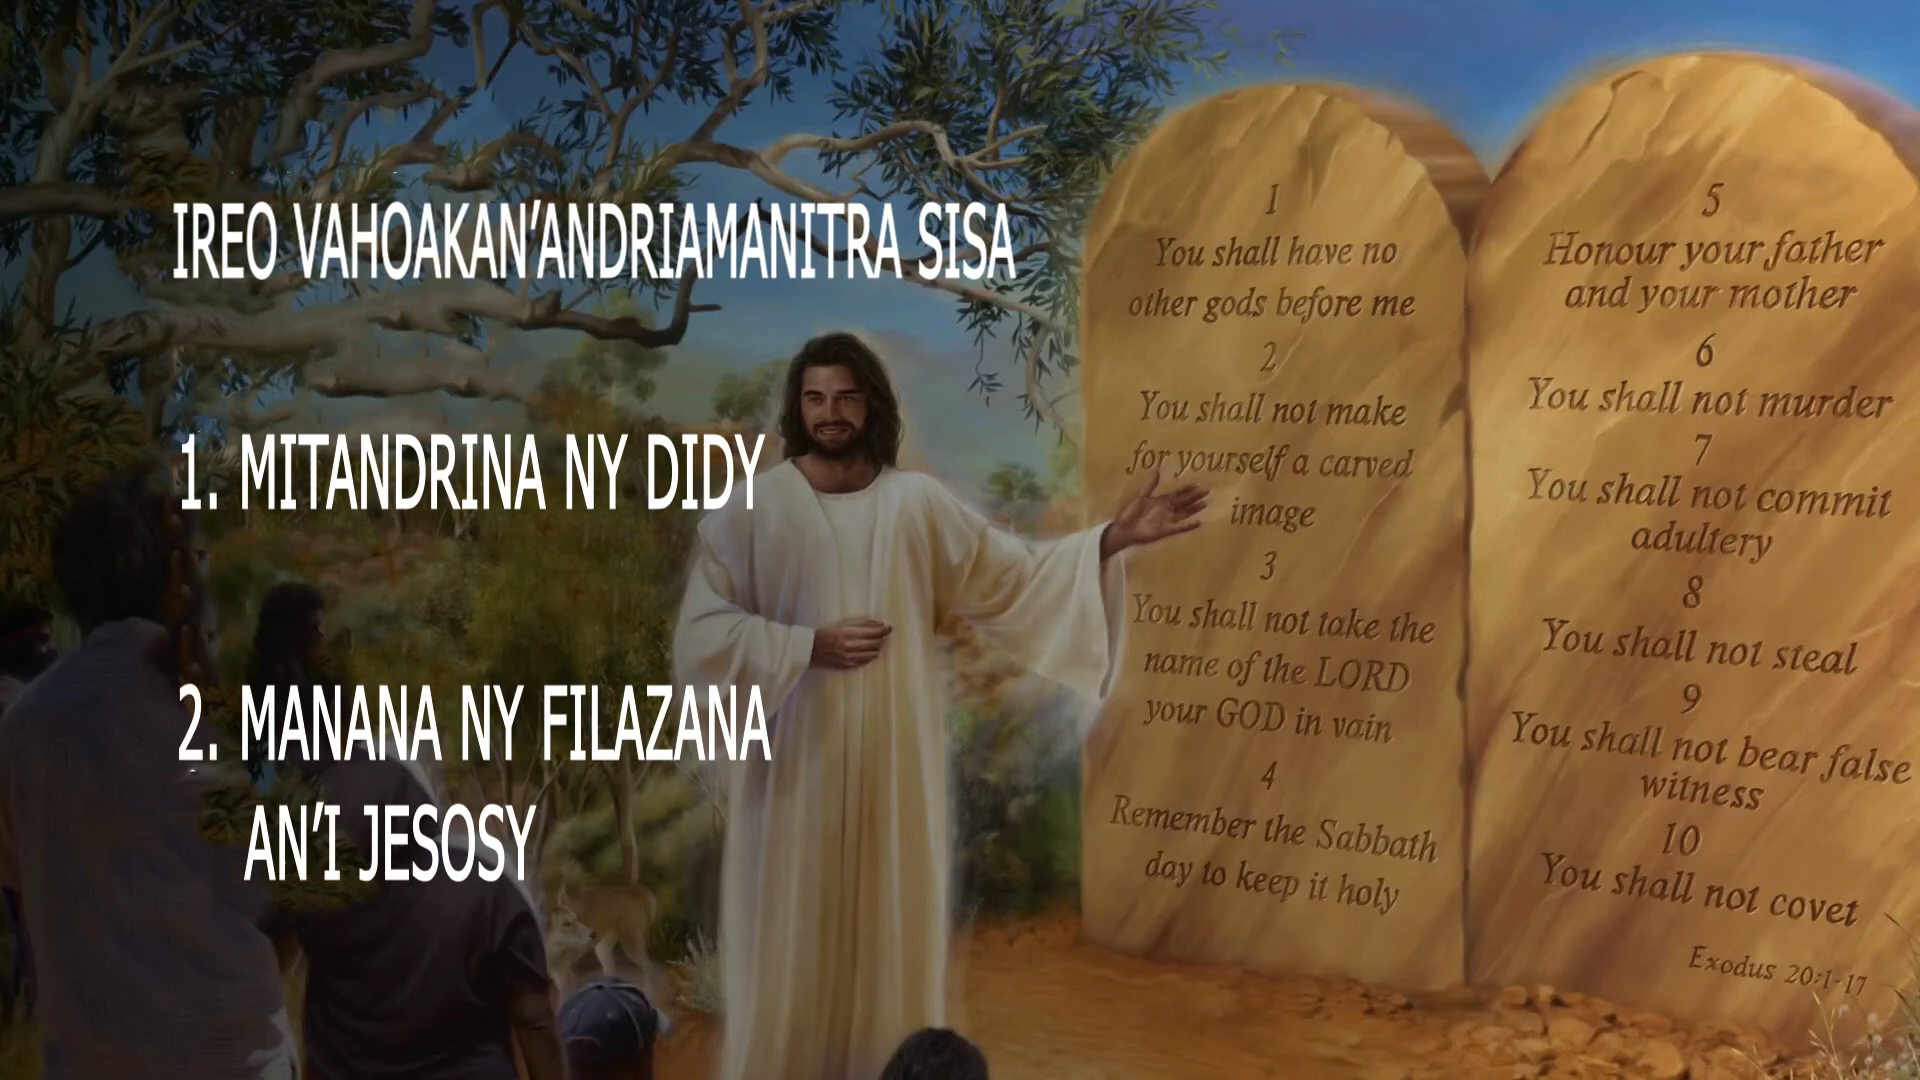 IREO VAHOAKAN’ANDRIAMANITRA SISA
1. MITANDRINA NY DIDY
2. MANANA NY FILAZANA
AN’I JESOSY
1
You shall have no
other gods before me
2
You shall not make
for yourself a carved
image
3
You shall not take the
name of the LORD
your GOD in vain
4
Remember the Sabbath
day to keep it holy
5
Honour your father
and your mother
6
You shall not murder
7
You shall not commit
adultery
8
You shall not steal
9
You shall not bear false
witness
10
You shall not covet
Exodus 20:1-17